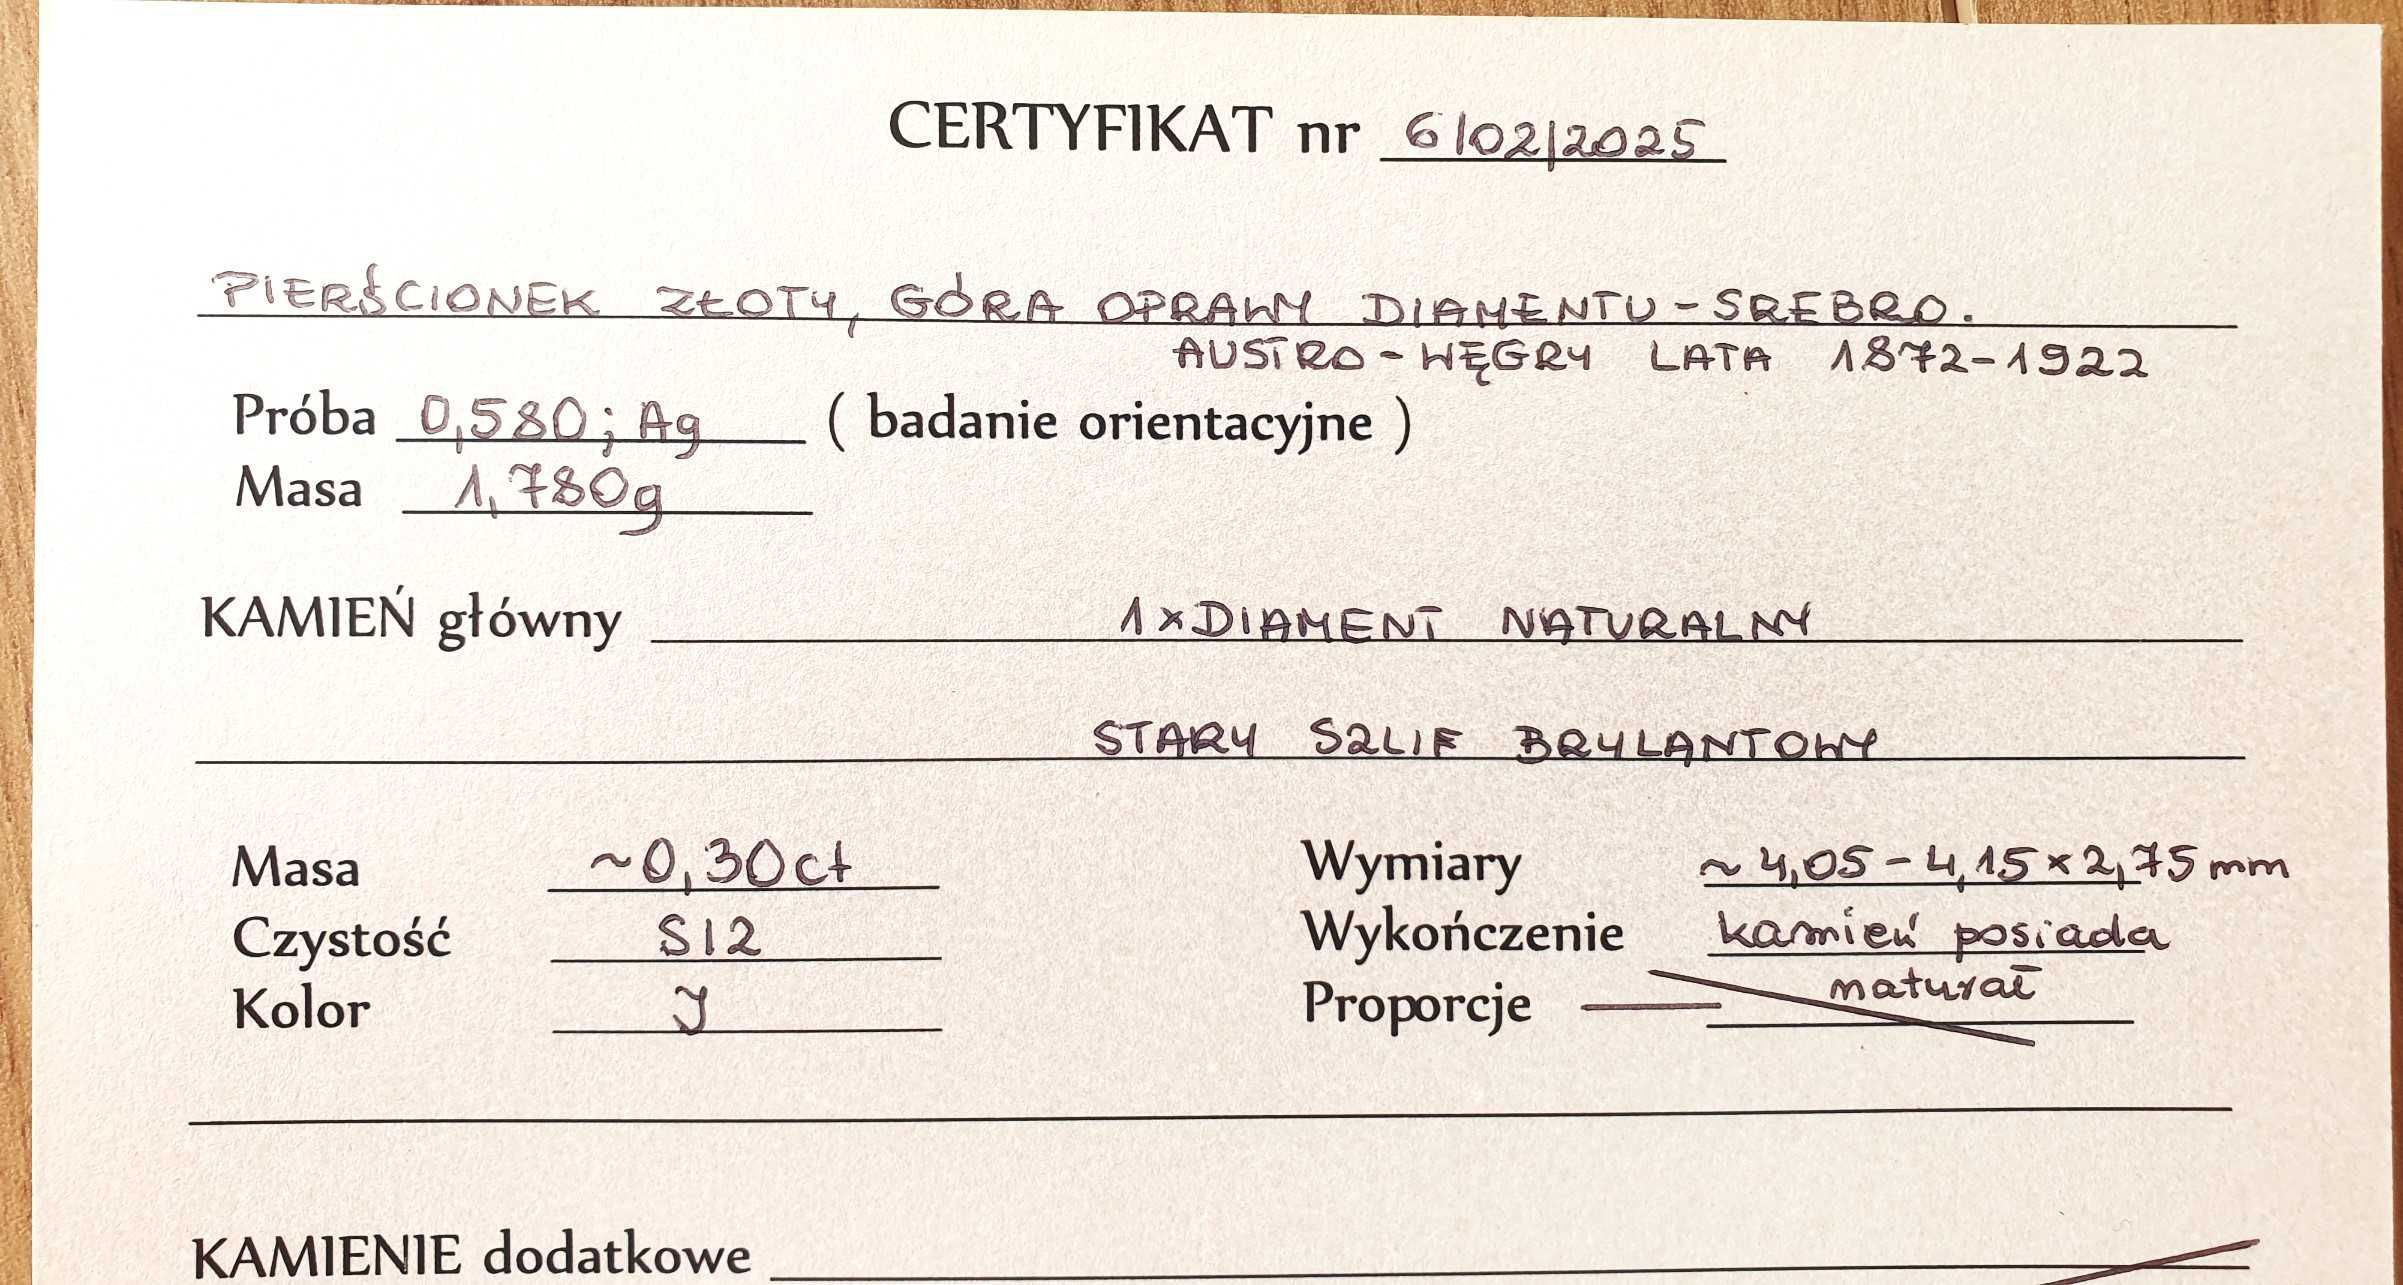 CERTYFIKAT nr 6/02/2025
PIERŚCIONEK ZŁOTY, GÓRA OPRAWY DIAMENTU - SREBRO.
AUSTRO - WĘGRY LATA 1872-1922
Próba 0,580; Ag ( badanie orientacyjne )
Masa 1,780g
KAMIEŃ główny 1 x DIAMENT NATURALNY
STARY SZLIF BRYLANTOWY
Masa ~0,30ct Wymiary ~ 4,05 - 4,15 x 2,75 mm
Czystość SI2 Wykończenie kamień posiada
Kolor J Proporcje naturał
KAMIENIE dodatkowe